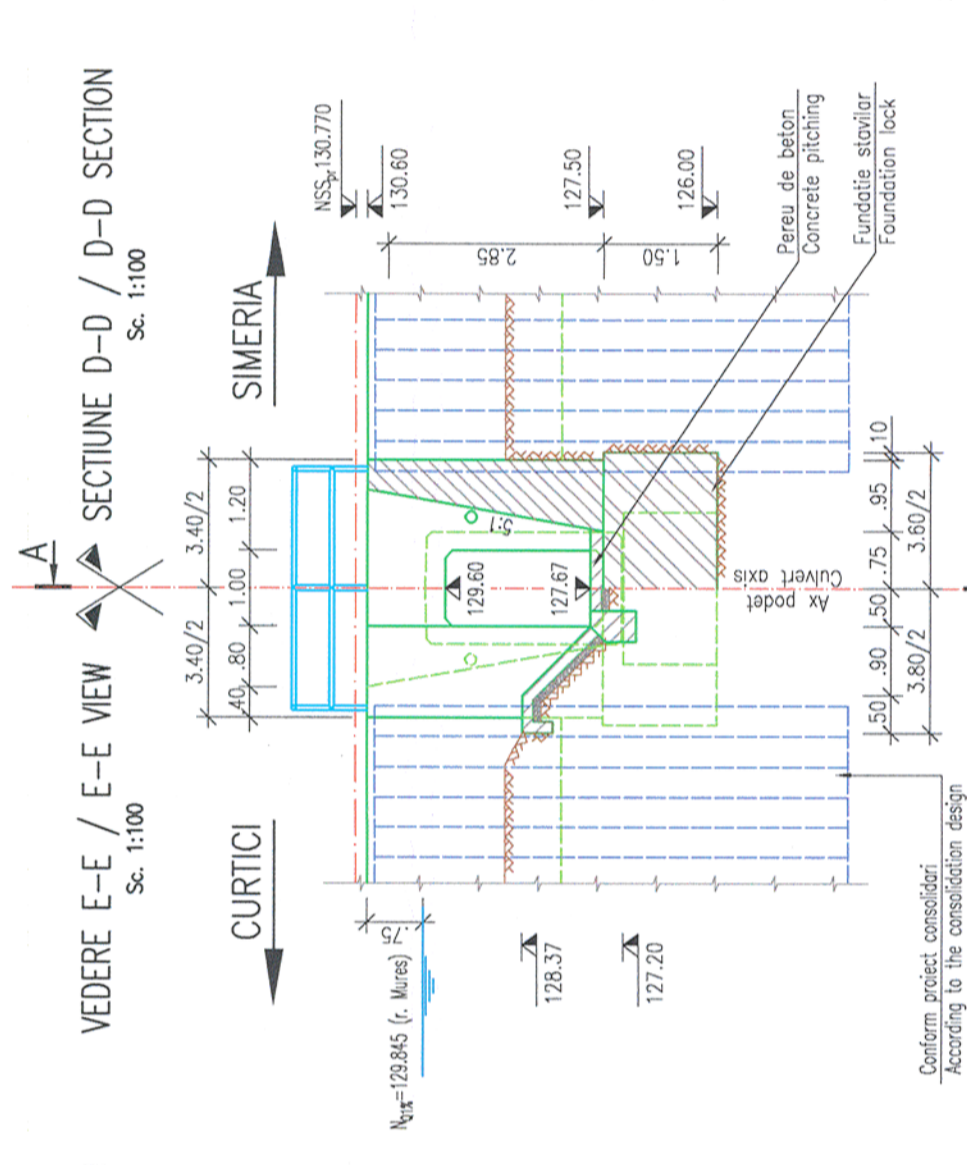 VEDERE E-E / E-E VIEW
Sc. 1:100
SECTIUNE D-D / D-D SECTION
Sc. 1:100
A
CURTICI
SIMERIA
3.40/2
3.40/2
.40
.80
1.00
1.20
NSSpr130.770
130.60
127.50
126.00
2.85
1.50
.75
NQ1%=129.845 (r. Mures)
128.37
127.20
129.60
127.67
5:1
Ax podet
Culvert axis
.50
.90
.50
.75
.95
.10
3.80/2
3.60/2
Pereu de beton
Concrete pitching
Fundatie stavilar
Foundation lock
Conform proiect consolidari
According to the consolidation design